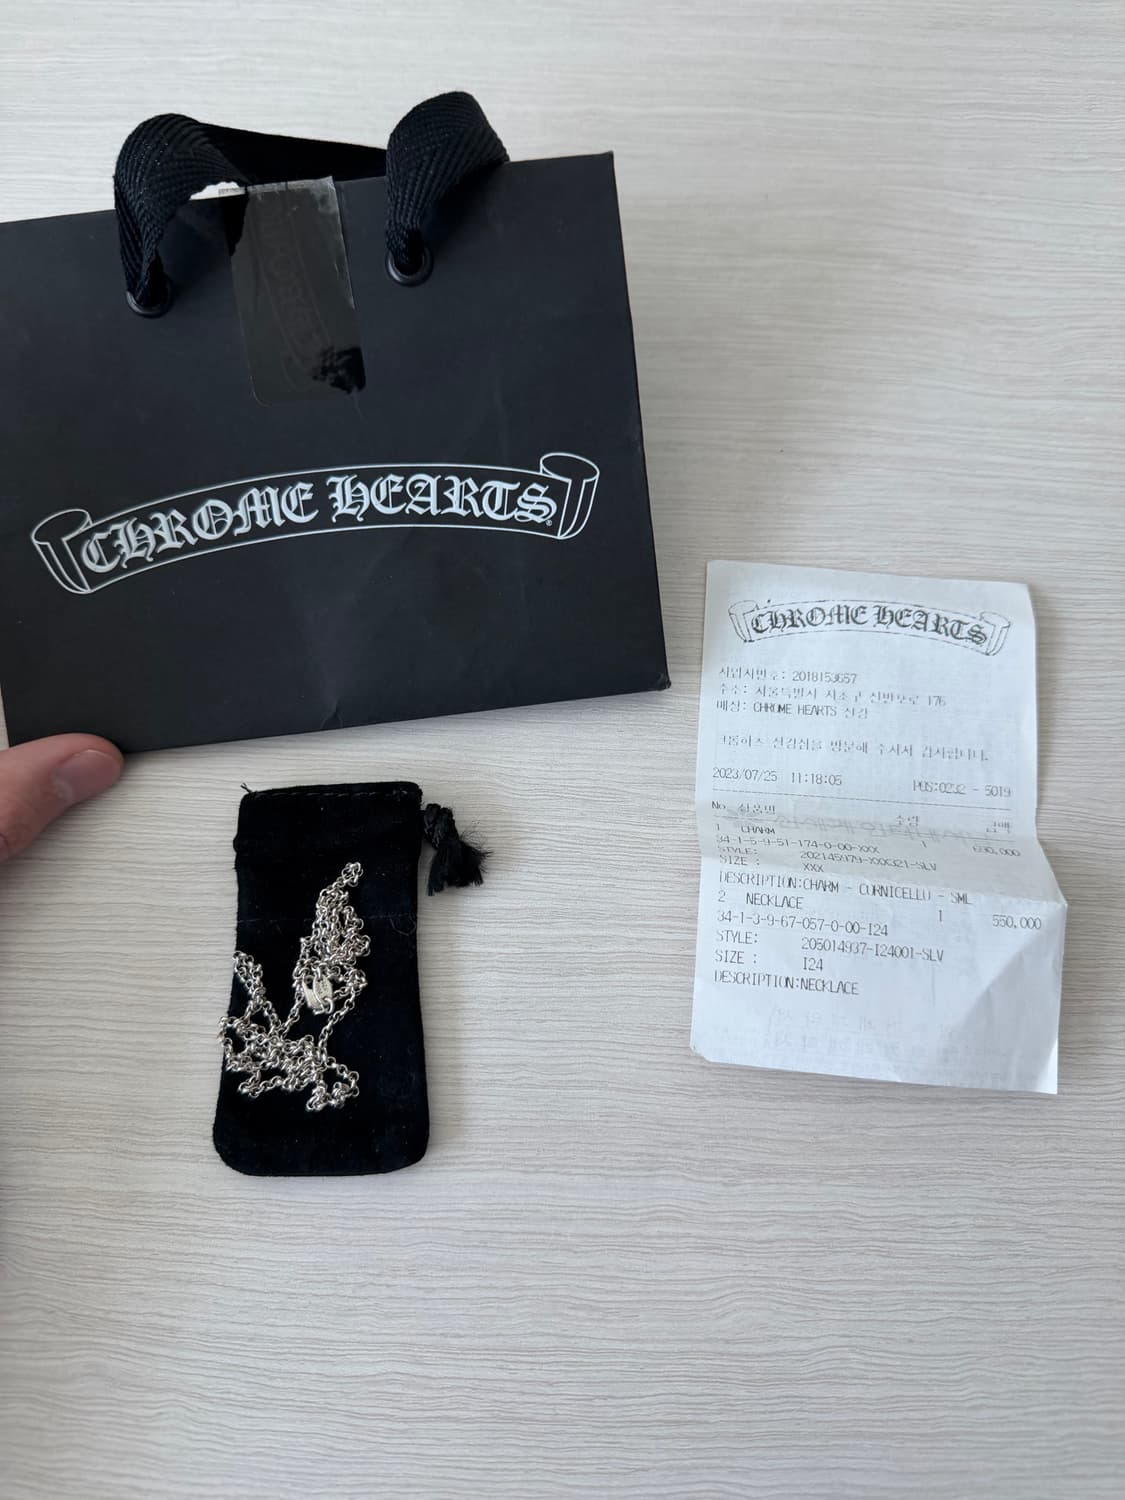 CHROME HEARTS
CHROME HEARTS
사업자번호: 2018153657
주소: 서울특별시 서초구 신반포로 176
매장: CHROME HEARTS 신강
크롬하츠 신강점을 방문해 주셔서 감사합니다.
2023/07/25 11:18:05 POS:0232 - 5019
No. 상품명 수량 금액
1 CHARM 1 690,000
34-1-5-9-51-174-0-00-XXX
STYLE: 202145979-XXX021-SLV
SIZE : XXX
DESCRIPTION:CHARM - CORNICELLO - SML
2 NECKLACE 1 550,000
34-1-3-9-67-057-0-00-I24
STYLE: 205014937-I24001-SLV
SIZE : I24
DESCRIPTION:NECKLACE